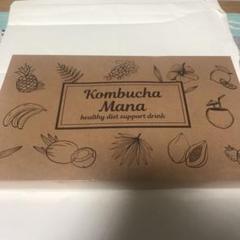 Kombucha
Mana
healthy diet support drink